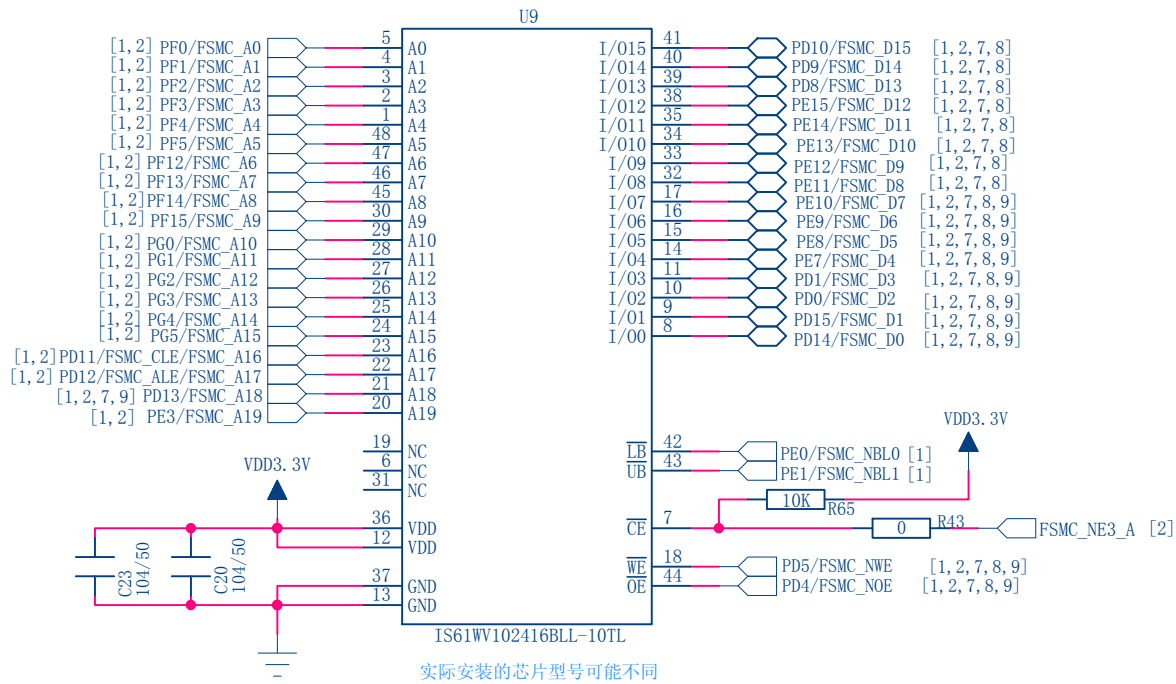 U9
[1,2] PF0/FSMC_A0 5 A0 I/O15 41 PD10/FSMC_D15 [1,2,7,8]
[1,2] PF1/FSMC_A1 4 A1 I/O14 40 PD9/FSMC_D14 [1,2,7,8]
[1,2] PF2/FSMC_A2 3 A2 I/O13 39 PD8/FSMC_D13 [1,2,7,8]
[1,2] PF3/FSMC_A3 2 A3 I/O12 38 PE15/FSMC_D12 [1,2,7,8]
[1,2] PF4/FSMC_A4 1 A4 I/O11 35 PE14/FSMC_D11 [1,2,7,8]
[1,2] PF5/FSMC_A5 48 A5 I/O10 34 PE13/FSMC_D10 [1,2,7,8]
[1,2] PF12/FSMC_A6 47 A6 I/O9 33 PE12/FSMC_D9 [1,2,7,8]
[1,2] PF13/FSMC_A7 46 A7 I/O8 32 PE11/FSMC_D8 [1,2,7,8]
[1,2] PF14/FSMC_A8 45 A8 I/O7 17 PE10/FSMC_D7 [1,2,7,8,9]
[1,2] PF15/FSMC_A9 30 A9 I/O6 16 PE9/FSMC_D6 [1,2,7,8,9]
[1,2] PG0/FSMC_A10 29 A10 I/O5 15 PE8/FSMC_D5 [1,2,7,8,9]
[1,2] PG1/FSMC_A11 28 A11 I/O4 14 PE7/FSMC_D4 [1,2,7,8,9]
[1,2] PG2/FSMC_A12 27 A12 I/O3 11 PD1/FSMC_D3 [1,2,7,8,9]
[1,2] PG3/FSMC_A13 26 A13 I/O2 10 PD0/FSMC_D2 [1,2,7,8,9]
[1,2] PG4/FSMC_A14 25 A14 I/O1 9 PD15/FSMC_D1 [1,2,7,8,9]
[1,2] PG5/FSMC_A15 24 A15 I/O0 8 PD14/FSMC_D0 [1,2,7,8,9]
[1,2]PD11/FSMC_CLE/FSMC_A16 23 A16
[1,2] PD12/FSMC_ALE/FSMC_A17 22 A17
[1,2,7,9] PD13/FSMC_A18 21 A18
[1,2] PE3/FSMC_A19 20 A19
VDD3.3V
19 NC LB 42 PE0/FSMC_NBL0 [1]
6 NC UB 43 PE1/FSMC_NBL1 [1]
VDD3.3V
31 NC
10K R65
36 VDD CE 7 0 R43 FSMC_NE3_A [2]
12 VDD
C23 104/50
C20 104/50
18 WE PD5/FSMC_NWE [1,2,7,8,9]
37 GND OE 44 PD4/FSMC_NOE [1,2,7,8,9]
13 GND
IS61WV102416BLL-10TL
实际安装的芯片型号可能不同